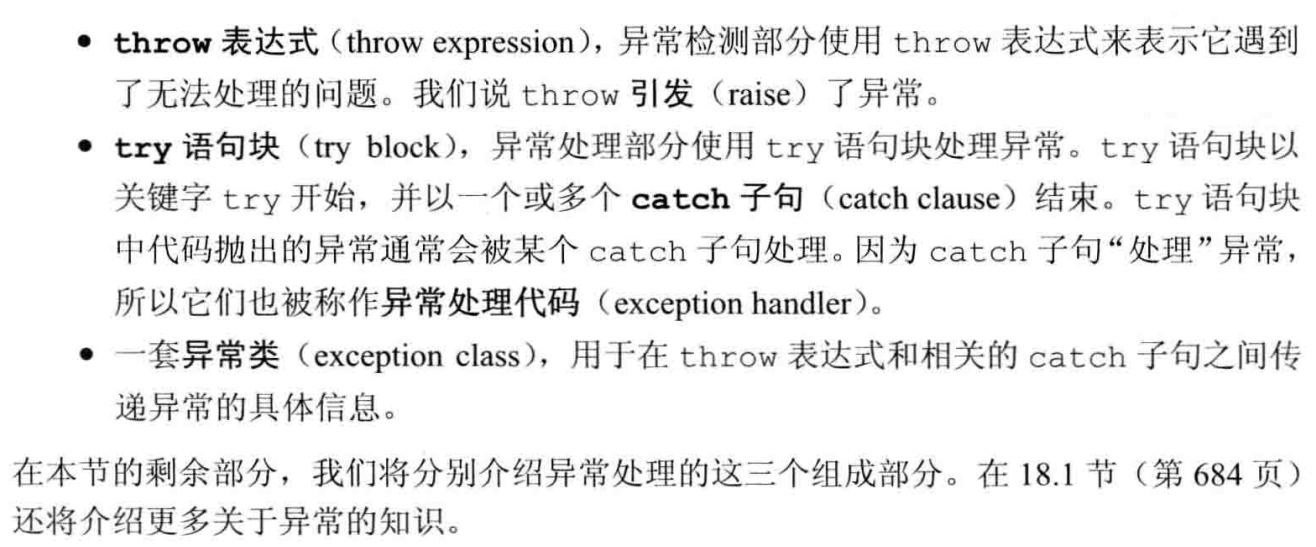 • throw 表达式（throw expression），异常检测部分使用 throw 表达式来表示它遇到
了无法处理的问题。我们说 throw 引发（raise）了异常。
• try 语句块（try block），异常处理部分使用 try 语句块处理异常。try 语句块以
关键字 try 开始，并以一个或多个 catch 子句（catch clause）结束。try 语句块
中代码抛出的异常通常会被某个 catch 子句处理。因为 catch 子句“处理”异常，
所以它们也被称作异常处理代码（exception handler）。
• 一套异常类（exception class），用于在 throw 表达式和相关的 catch 子句之间传
递异常的具体信息。
在本节的剩余部分，我们将分别介绍异常处理的这三个组成部分。在 18.1 节（第 684 页）
还将介绍更多关于异常的知识。